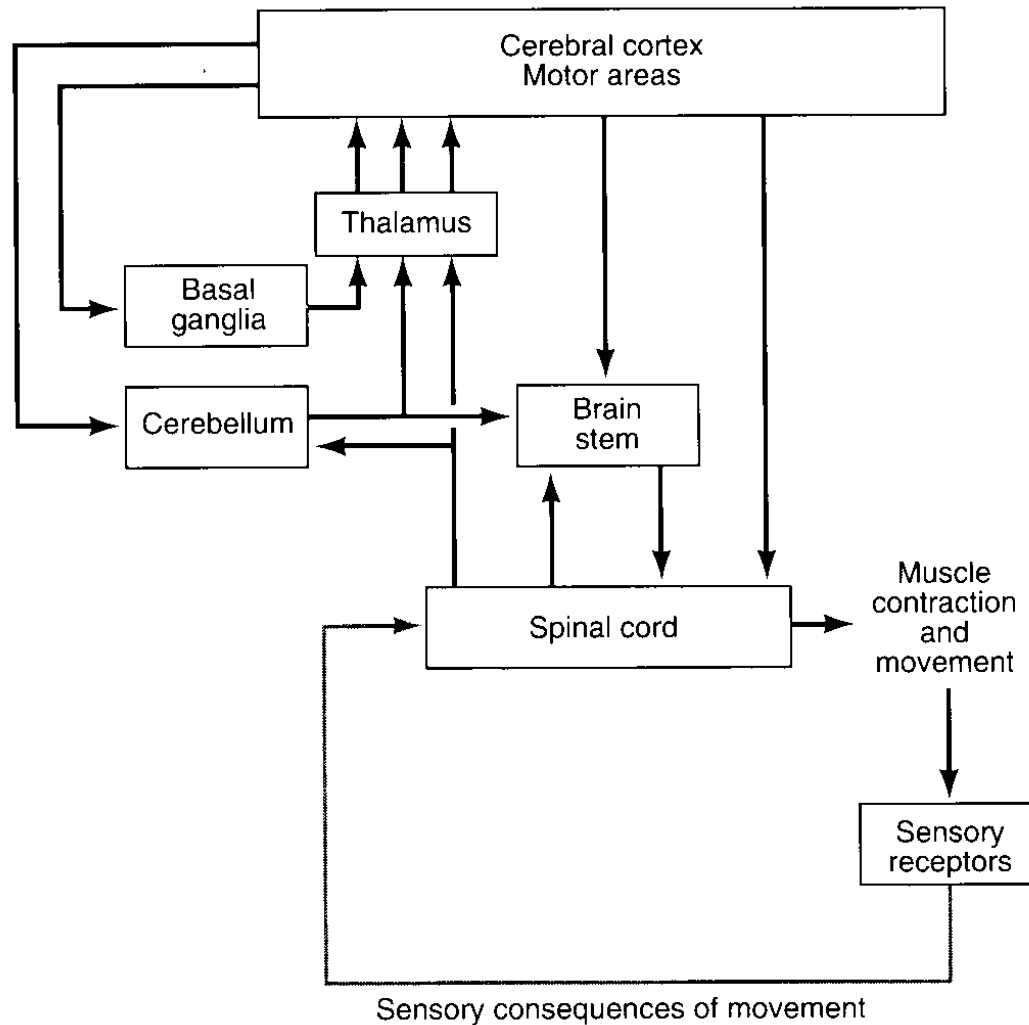 Cerebral cortex
Motor areas
Thalamus
Basal
ganglia
Cerebellum
Brain
stem
Spinal cord
Muscle
contraction
and
movement
Sensory
receptors
Sensory consequences of movement